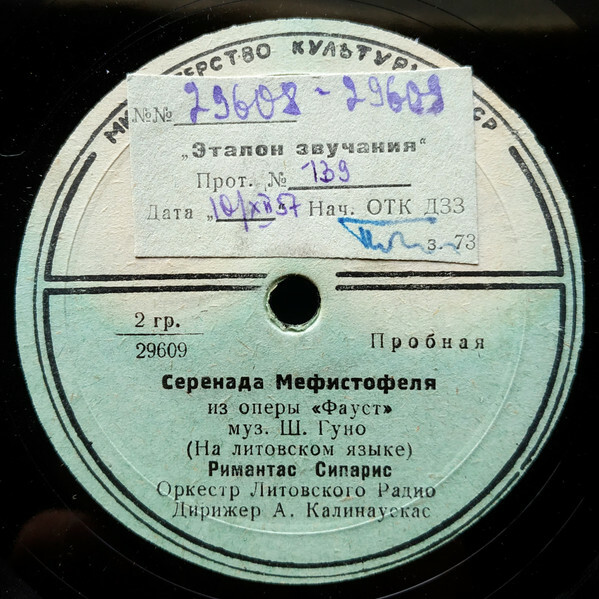 МИ ТЕРСТВО КУЛЬТУР СР
№№ 29608 - 29609
„Эталон звучания“
Прот. № 139
Дата „10/XII 57 Нач. ОТК ДЗЗ
з. 73
2 гр.
29609
Пробная
Серенада Мефистофеля
из оперы «Фауст»
муз. Ш. Гуно
(На литовском языке)
Римантас Сипарис
Оркестр Литовского Радио
Дирижер А. Калинаускас